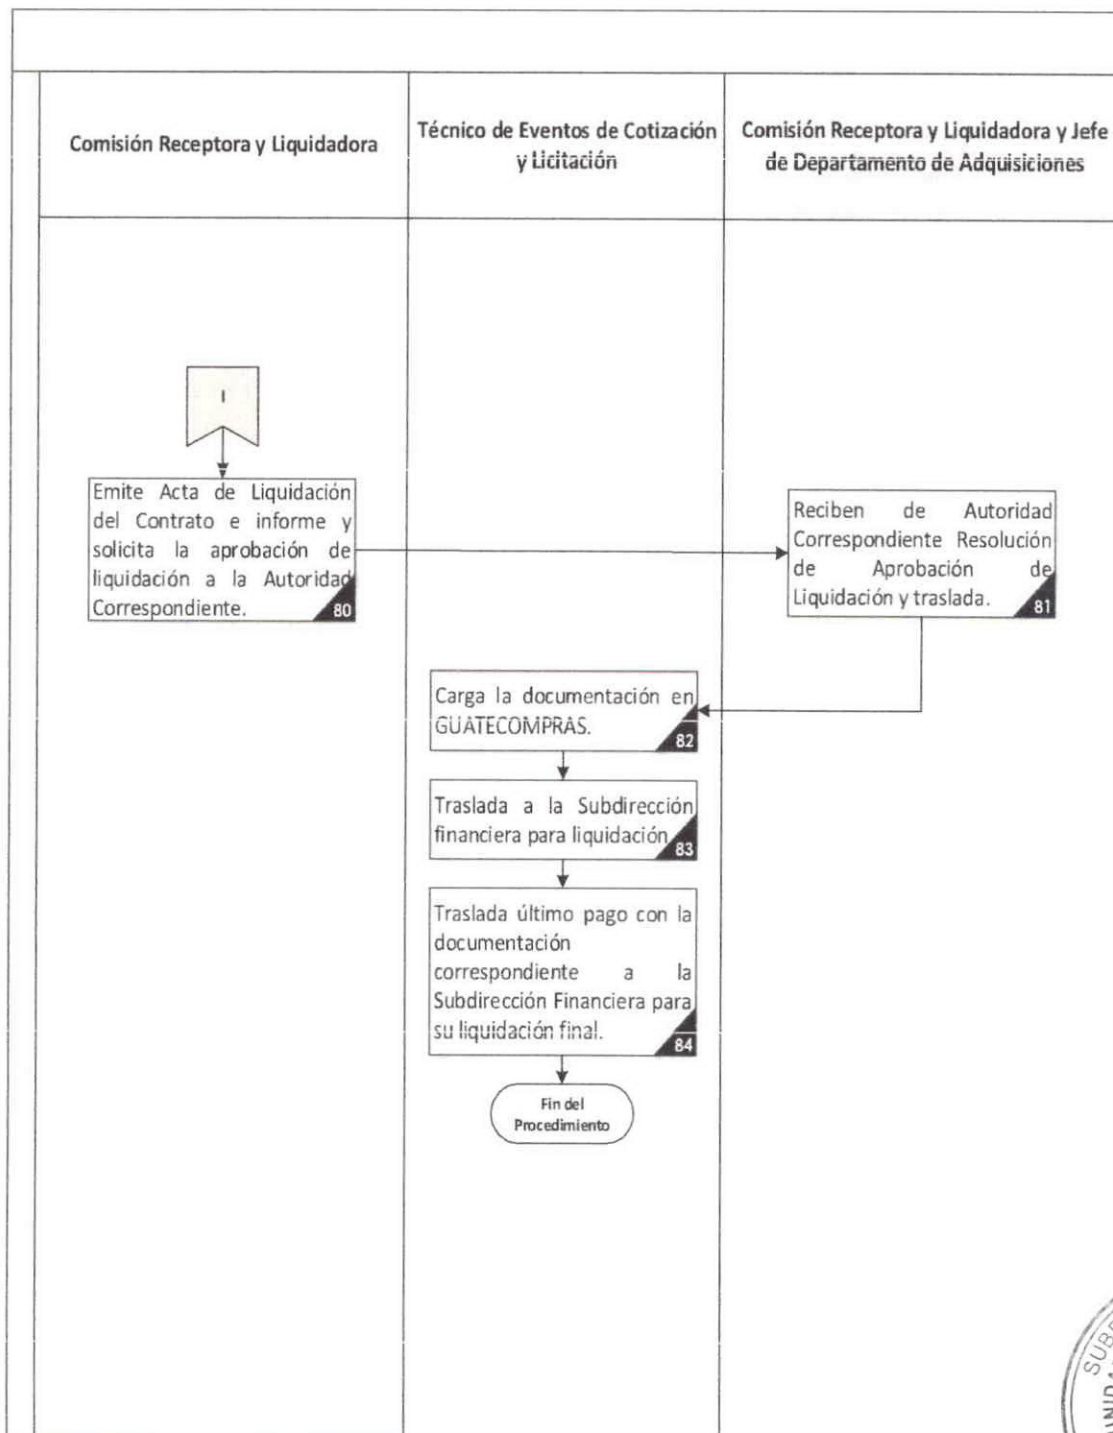 Comisión Receptora y Liquidadora
Técnico de Eventos de Cotización
y Licitación
Comisión Receptora y Liquidadora y Jefe
de Departamento de Adquisiciones
I
Emite Acta de Liquidación
del Contrato e informe y
solicita la aprobación de
liquidación a la Autoridad
Correspondiente.
80
Reciben de Autoridad
Correspondiente Resolución
de Aprobación de
Liquidación y traslada.
81
Carga la documentación en
GUATECOMPRAS.
82
Traslada a la Subdirección
financiera para liquidación
83
Traslada último pago con la
documentación
correspondiente a la
Subdirección Financiera para
su liquidación final.
84
Fin del
Procedimiento